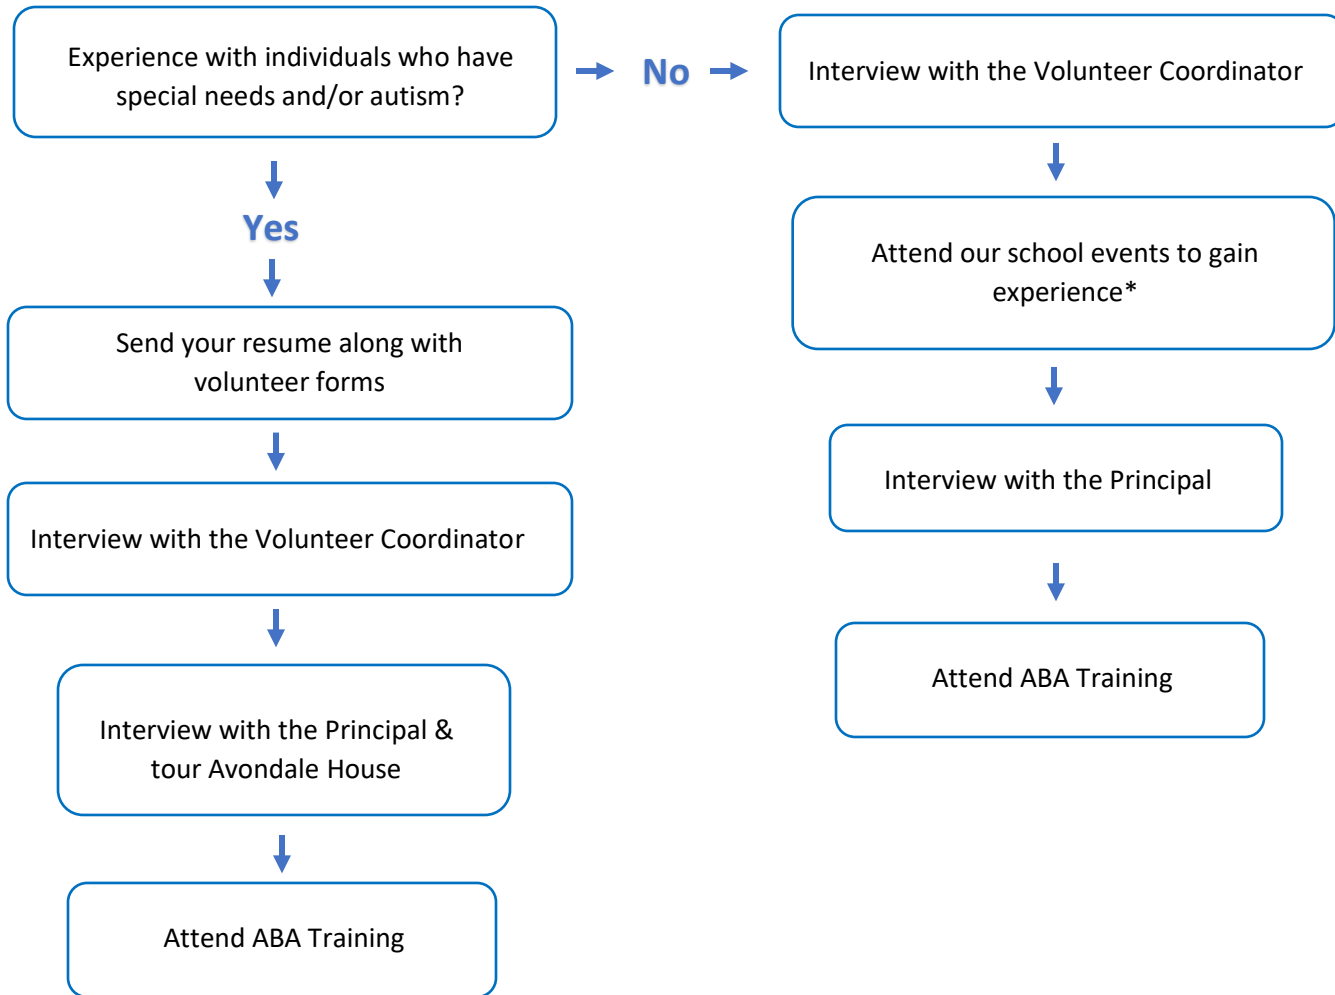 Experience with individuals who have
special needs and/or autism?
No
Interview with the Volunteer Coordinator
Attend our school events to gain
experience*
Interview with the Principal
Attend ABA Training
Yes
Send your resume along with
volunteer forms
Interview with the Volunteer Coordinator
Interview with the Principal &
tour Avondale House
Attend ABA Training